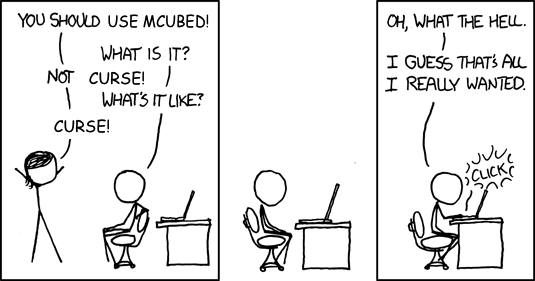 YOU SHOULD USE MCUBED!
WHAT IS IT?
NOT CURSE!
WHAT'S IT LIKE?
CURSE!
OH, WHAT THE HELL.
I GUESS THAT'S ALL
I REALLY WANTED.
CLICK